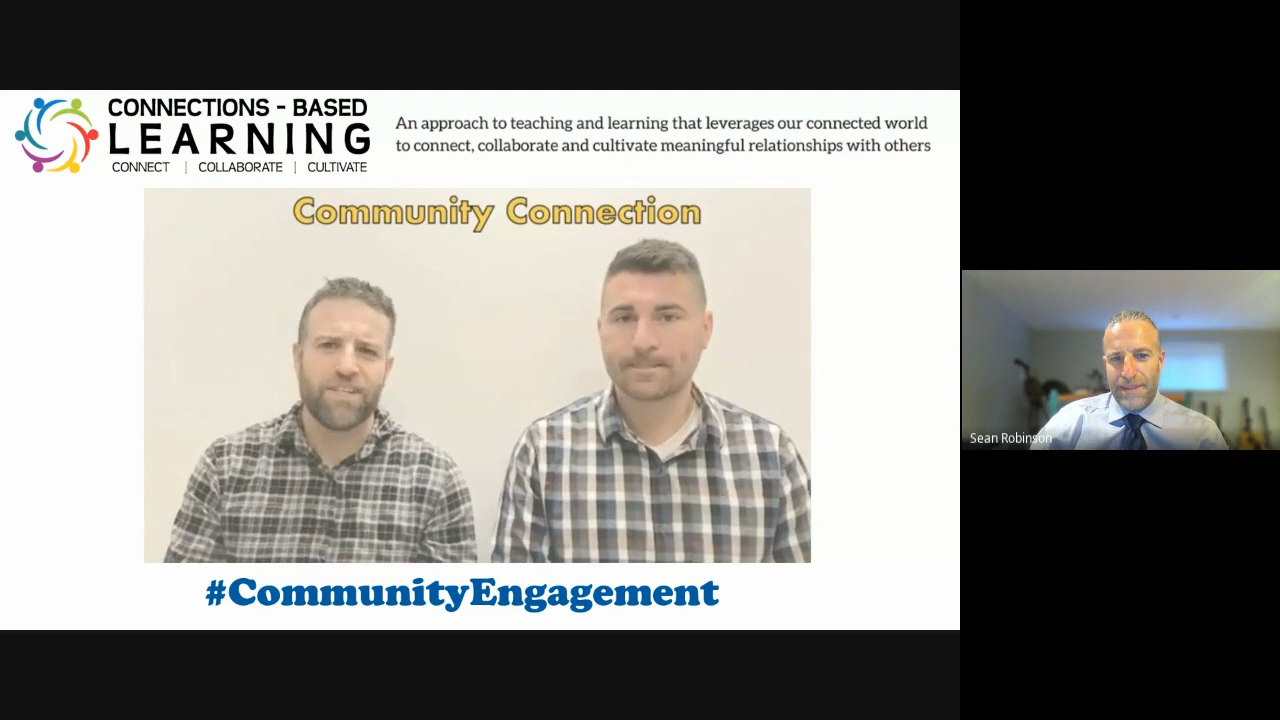 CONNECTIONS - BASED
LEARNING
CONNECT | COLLABORATE | CULTIVATE
An approach to teaching and learning that leverages our connected world
to connect, collaborate and cultivate meaningful relationships with others
Community Connection
#CommunityEngagement
Sean Robinson